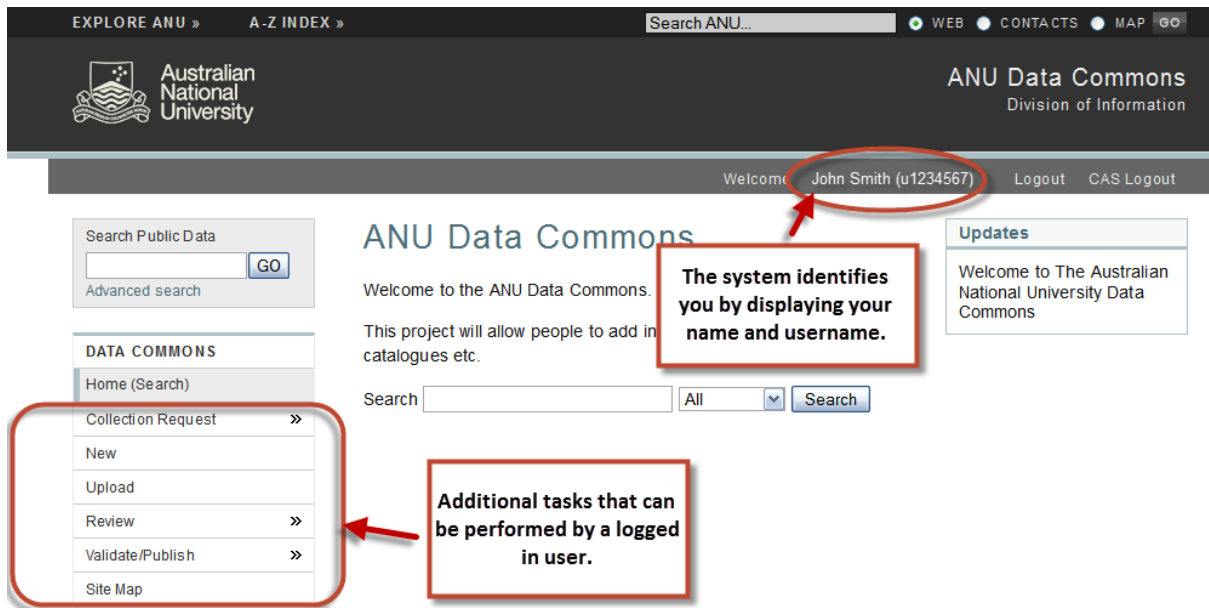 EXPLORE ANU »
A-Z INDEX »
Search ANU...
WEB
CONTACTS
MAP
GO
Australian
National
University
ANU Data Commons
Division of Information
Welcome
John Smith (u1234567)
Logout
CAS Logout
Search Public Data
GO
Advanced search
DATA COMMONS
Home (Search)
Collection Request »
New
Upload
Review »
Validate/Publish »
Site Map
ANU Data Commons
Welcome to the ANU Data Commons.
This project will allow people to add in
catalogues etc.
Search
All
Search
The system identifies
you by displaying your
name and username.
Additional tasks that can
be performed by a logged
in user.
Updates
Welcome to The Australian
National University Data
Commons